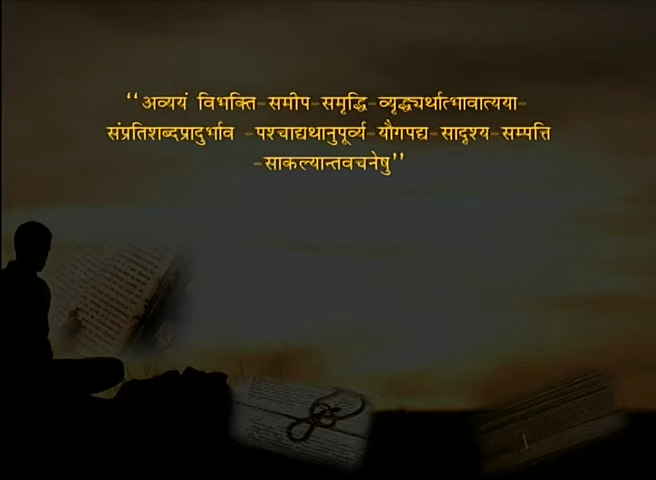 ‘‘अव्ययं विभक्ति-समीप-समृद्धि-व्यृद्ध्यर्थात्भावात्यया-
संप्रतिशब्दप्रादुर्भाव -पश्चाद्यथानुपूर्व्य-यौगपद्य-सादृश्य-सम्पत्ति
-साकल्यान्तवचनेषु’’